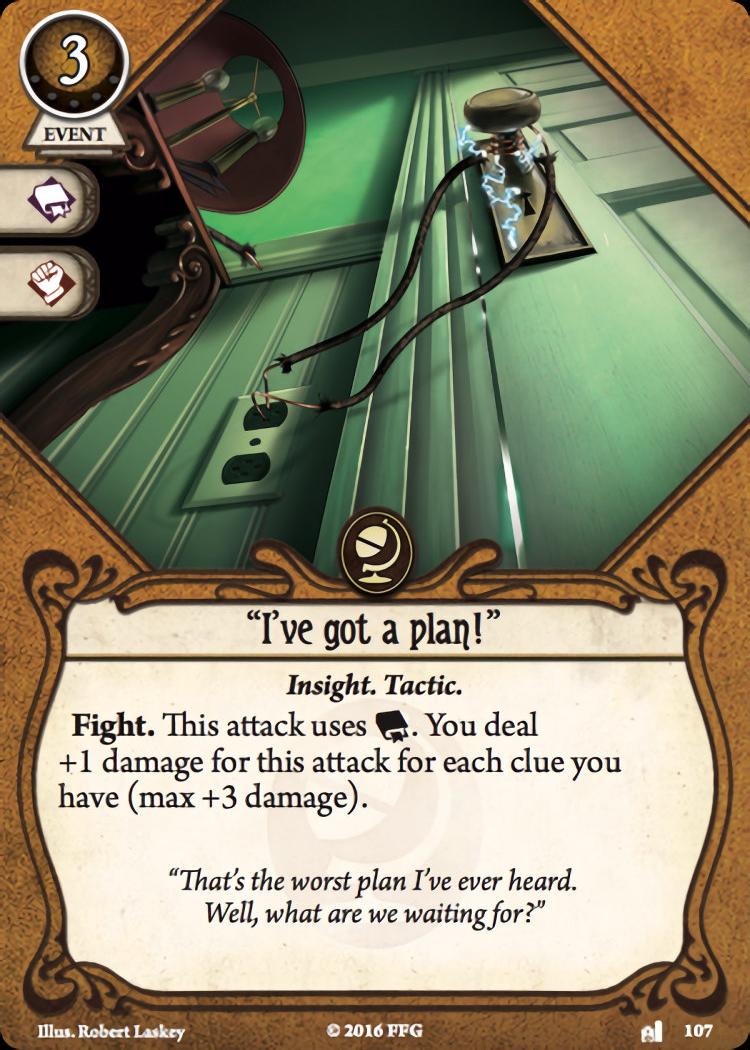 3
EVENT
“I’ve got a plan!”
Insight. Tactic.
Fight. This attack uses . You deal
+1 damage for this attack for each clue you
have (max +3 damage).
“That’s the worst plan I’ve ever heard.
Well, what are we waiting for?”
Illus. Robert Laskey © 2016 FFG 107